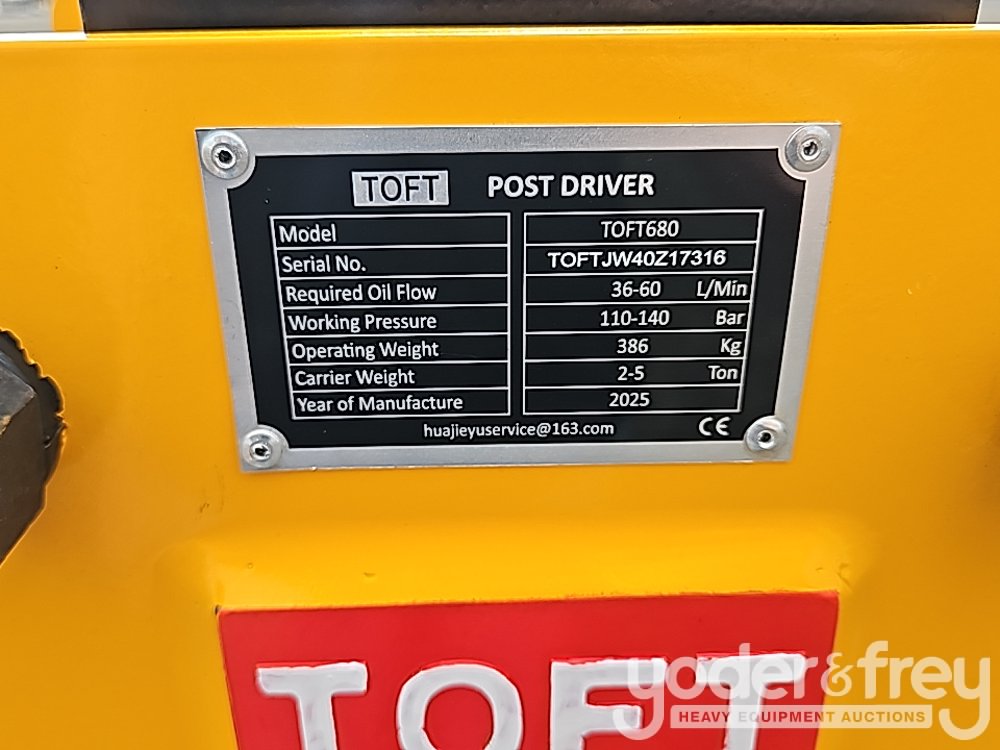 TOFT POST DRIVER
Model TOFT680
Serial No. TOFTJW40Z17316
Required Oil Flow 36-60 L/Min
Working Pressure 110-140 Bar
Operating Weight 386 Kg
Carrier Weight 2-5 Ton
Year of Manufacture 2025
huajieyuservice@163.com CE
TOFT
yoder&frey
HEAVY EQUIPMENT AUCTIONS